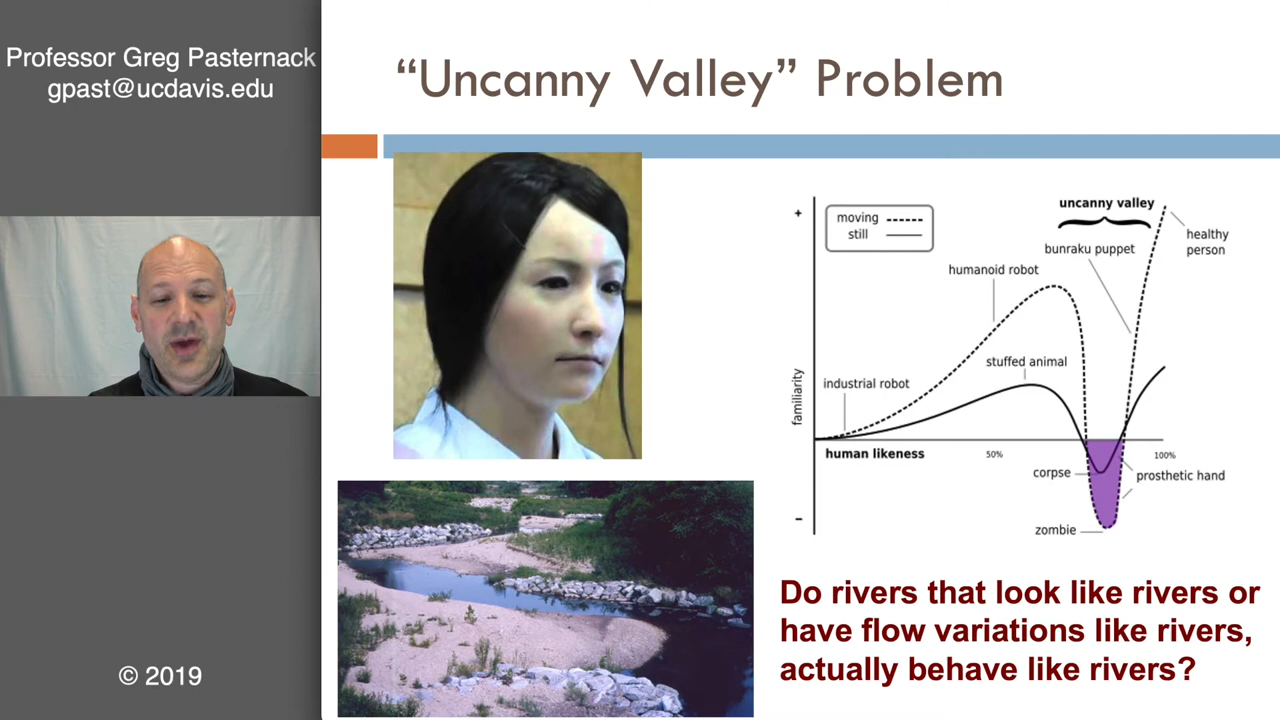 Professor Greg Pasternack
gpast@ucdavis.edu
“Uncanny Valley” Problem
uncanny valley
+
moving
still
healthy
person
bunraku puppet
humanoid robot
stuffed animal
industrial robot
familiarity
human likeness
50%
100%
corpse
prosthetic hand
–
zombie
Do rivers that look like rivers or
have flow variations like rivers,
actually behave like rivers?
© 2019